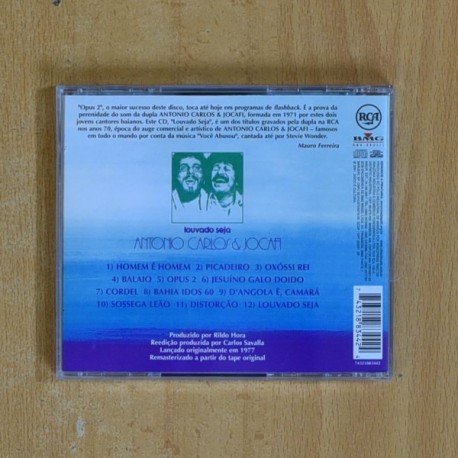 "Opus 2", o maior sucesso deste disco, toca até hoje em programas de flashback. É a prova da
perenidade do som da dupla ANTONIO CARLOS & JOCAFI, formada em 1971 por estes dois
jovens cantores baianos. Este CD, "Louvado Seja", é um dos títulos gravados pela dupla na RCA
nos anos 70, época do auge comercial e artístico de ANTONIO CARLOS & JOCAFI – famosos
em todo o mundo por conta da música "Você Abusou", cantada até por Stevie Wonder.
Mauro Ferreira
RCA
BMG
louvado seja
ANTONIO CARLOS & JOCAFI
1) HOMEM É HOMEM 2) PICADEIRO 3) OXÓSSI REI
4) BALAIO 5) OPUS 2 6) JESUÍNO GALO DOIDO
7) CORDEL 8) BAHIA IDOS 60 9) D'ANGOLA Ê, CAMARÁ
10) SOSSEGA LEÃO 11) DISTORÇÃO 12) LOUVADO SEJA
Produzido por Rildo Hora
Reedição produzida por Carlos Savalla
Lançado originalmente em 1977
Remasterizado a partir do tape original